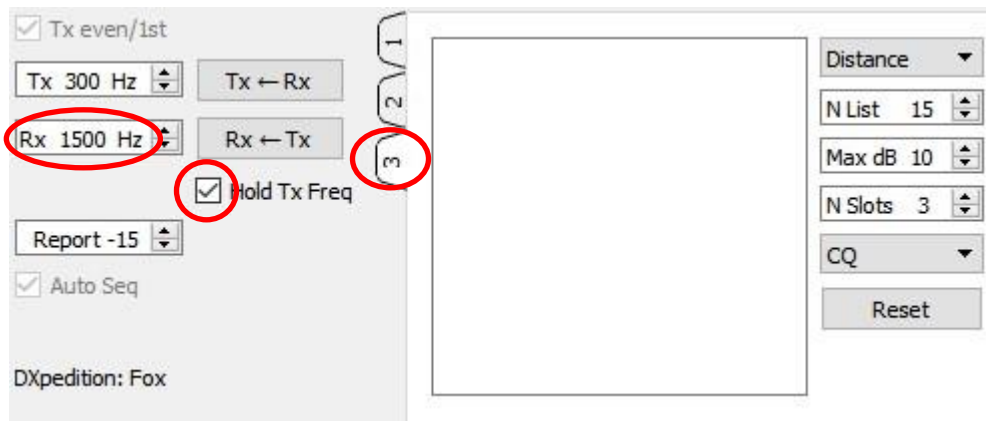 Tx even/1st
Tx 300 Hz
Tx ← Rx
Rx 1500 Hz
Rx ← Tx
Hold Tx Freq
Report -15
Auto Seq
DXpedition: Fox
1
2
3
Distance
N List 15
Max dB 10
N Slots 3
CQ
Reset